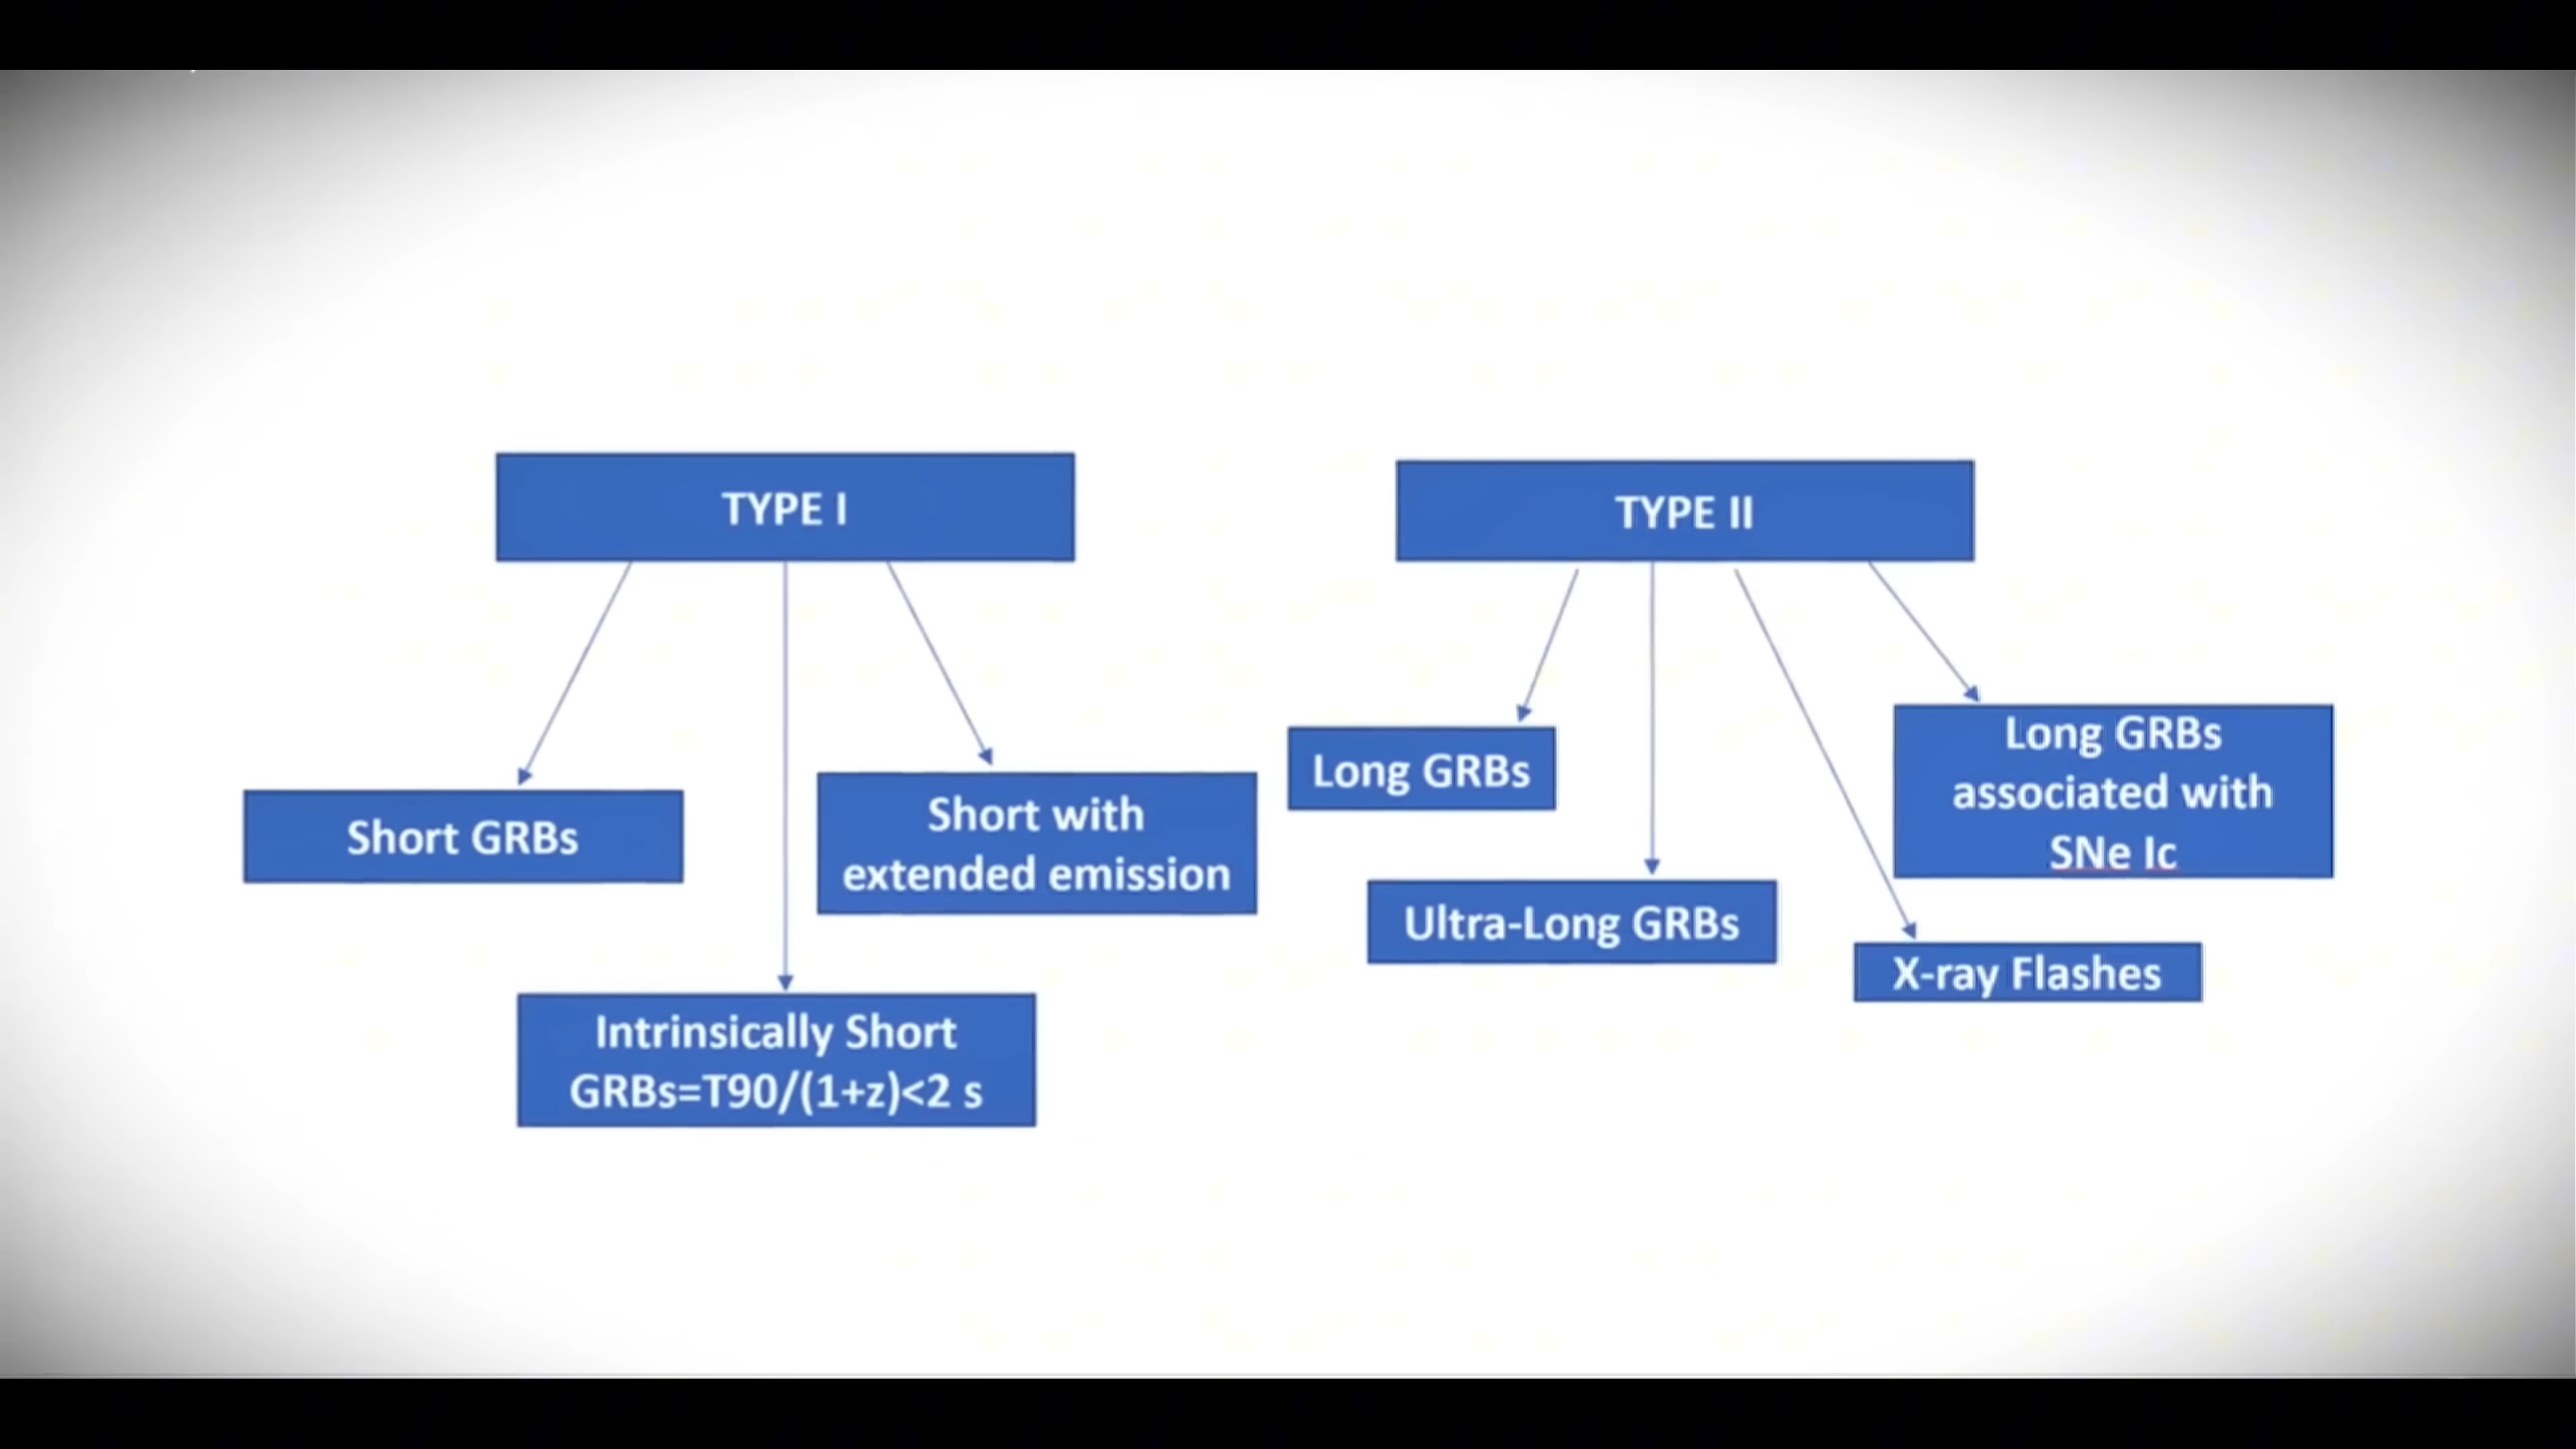 TYPE I
TYPE II
Short GRBs
Short with
extended emission
Intrinsically Short
GRBs=T90/(1+z)<2 s
Long GRBs
Ultra-Long GRBs
X-ray Flashes
Long GRBs
associated with
SNe Ic